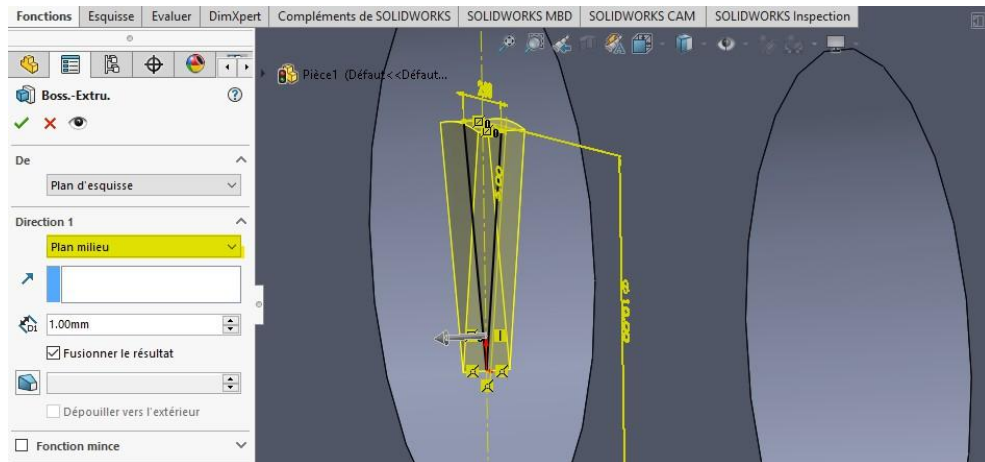 Fonctions Esquisse Evaluer DimXpert Compléments de SOLIDWORKS SOLIDWORKS MBD SOLIDWORKS CAM SOLIDWORKS Inspection
Pièce1 (Défaut<<Défaut...
Boss.-Extru.
De
Plan d'esquisse
Direction 1
Plan milieu
D1
1.00mm
Fusionner le résultat
Dépouiller vers l'extérieur
Fonction mince